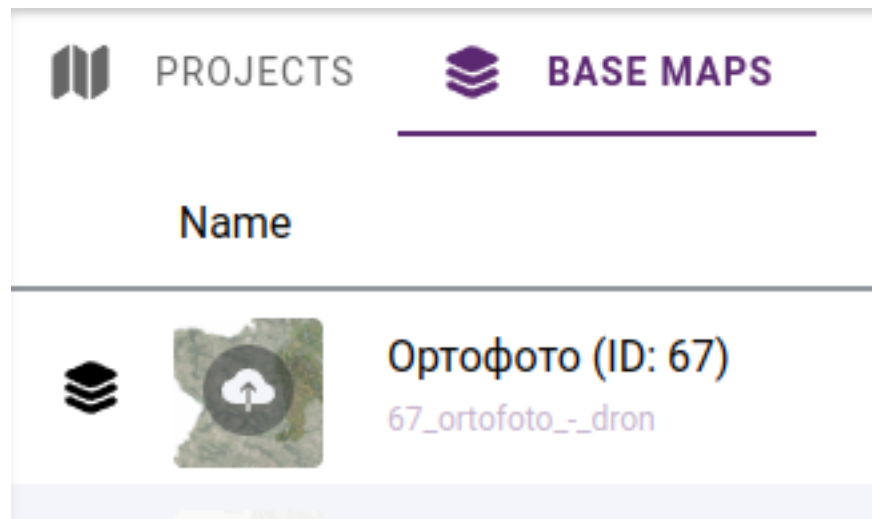 PROJECTS BASE MAPS
Name
Ортофото (ID: 67)
67_ortofoto_-_dron